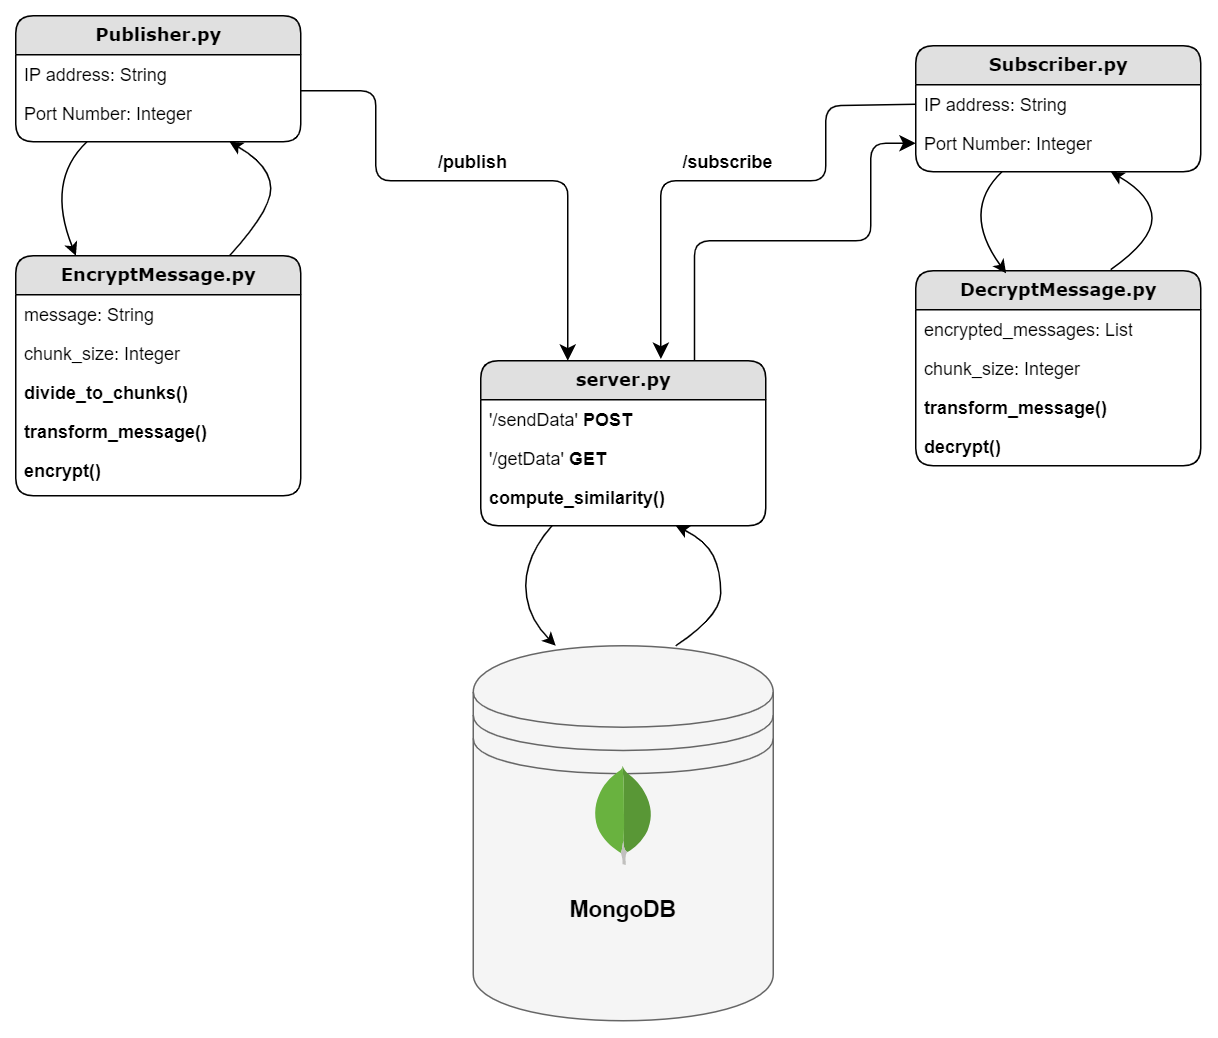 Publisher.py
IP address: String
Port Number: Integer
Subscriber.py
IP address: String
Port Number: Integer
/publish
/subscribe
EncryptMessage.py
message: String
chunk_size: Integer
divide_to_chunks()
transform_message()
encrypt()
DecryptMessage.py
encrypted_messages: List
chunk_size: Integer
transform_message()
decrypt()
server.py
'/sendData' POST
'/getData' GET
compute_similarity()
MongoDB